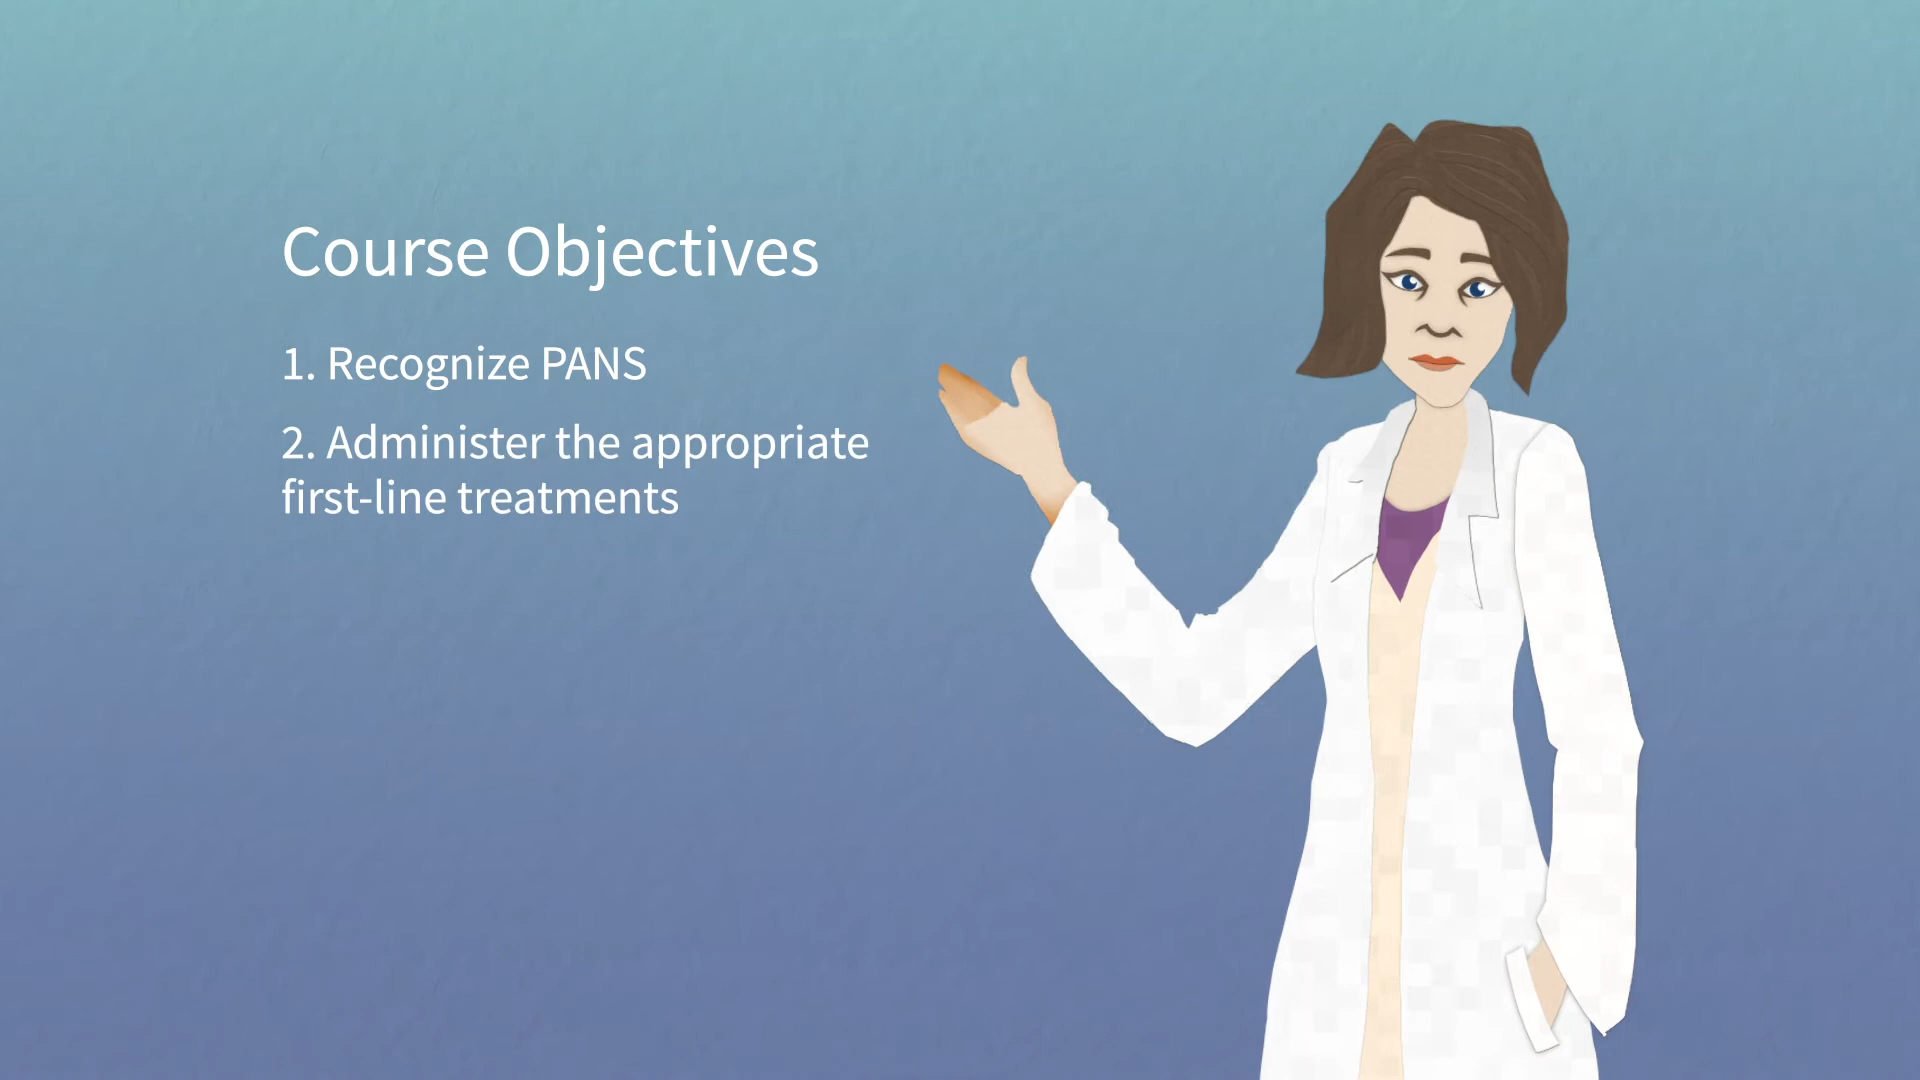 Course Objectives
1. Recognize PANS
2. Administer the appropriate
first-line treatments